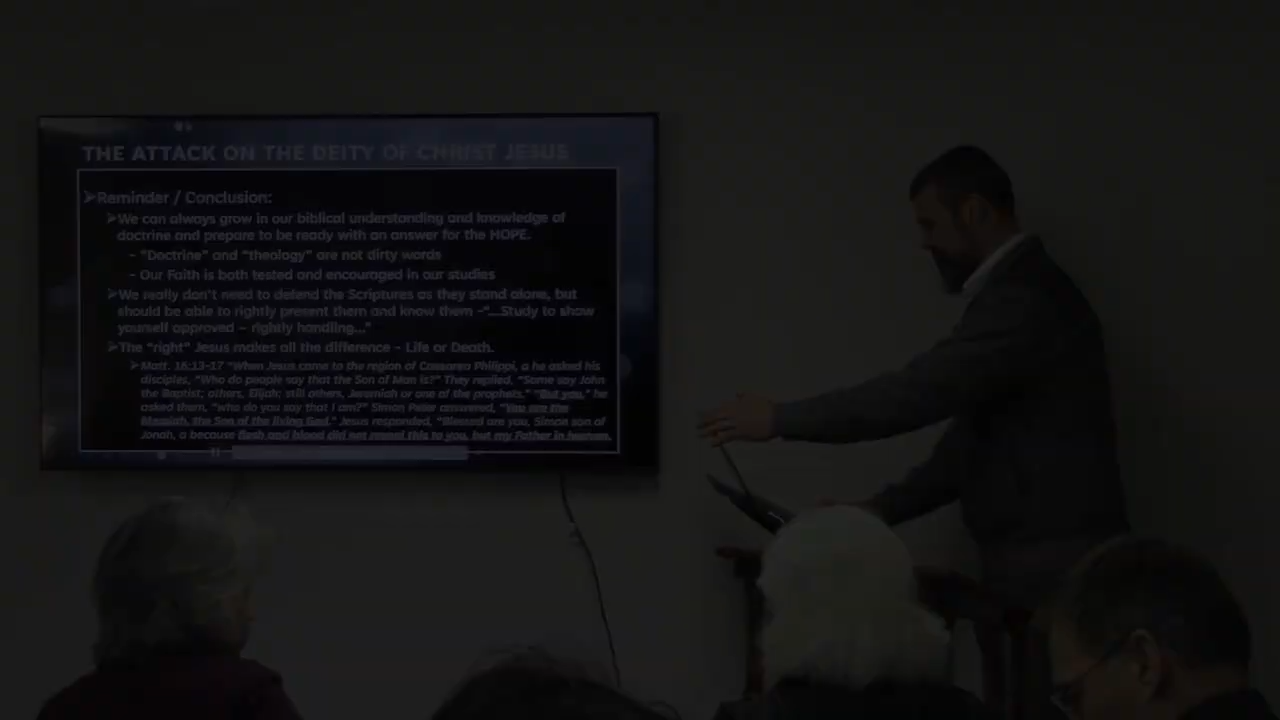 THE ATTACK ON THE DEITY OF CHRIST JESUS
➢Reminder / Conclusion:
➢We can always grow in our biblical understanding and knowledge of
doctrine and prepare to be ready with an answer for the HOPE.
– "Doctrine" and "theology" are not dirty words
– Our Faith is both tested and encouraged in our studies
➢We really don't need to defend the Scriptures as they stand alone, but
should be able to rightly present them and know them –"...Study to show
yourself approved – rightly handling..."
➢The "right" Jesus makes all the difference – Life or Death.
➢Matt. 16:13-17 "When Jesus came to the region of Caesarea Philippi, a he asked his
disciples, "Who do people say that the Son of Man is?" They replied, "Some say John
the Baptist; others, Elijah; still others, Jeremiah or one of the prophets." "But you," he
asked them, "who do you say that I am?" Simon Peter answered, "You are the
Messiah, the Son of the living God." Jesus responded, "Blessed are you, Simon son of
Jonah, a because flesh and blood did not reveal this to you, but my Father in heaven.